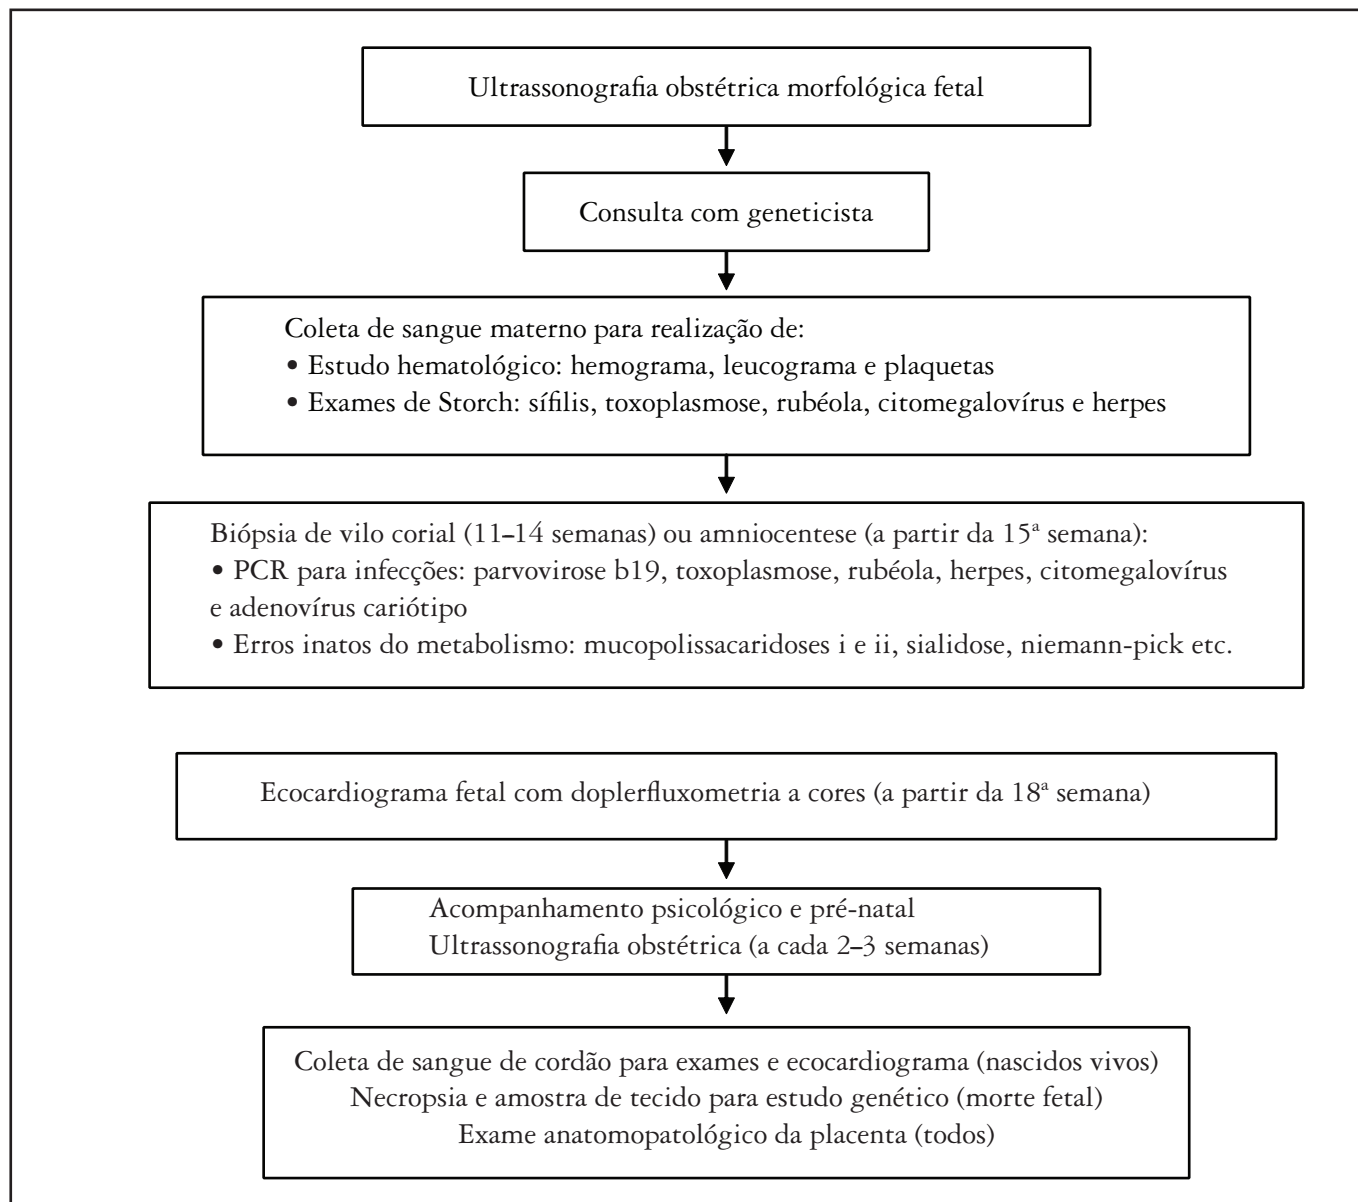 Ultrassonografia obstétrica morfológica fetal
Consulta com geneticista
Coleta de sangue materno para realização de:
• Estudo hematológico: hemograma, leucograma e plaquetas
• Exames de Storch: sífilis, toxoplasmose, rubéola, citomegalovírus e herpes
Biópsia de vilo corial (11–14 semanas) ou amniocentese (a partir da 15ª semana):
• PCR para infecções: parvovirose b19, toxoplasmose, rubéola, herpes, citomegalovírus
e adenovírus cariótipo
• Erros inatos do metabolismo: mucopolissacaridoses i e ii, sialidose, niemann-pick etc.
Ecocardiograma fetal com doplerfluxometria a cores (a partir da 18ª semana)
Acompanhamento psicológico e pré-natal
Ultrassonografia obstétrica (a cada 2–3 semanas)
Coleta de sangue de cordão para exames e ecocardiograma (nascidos vivos)
Necropsia e amostra de tecido para estudo genético (morte fetal)
Exame anatomopatológico da placenta (todos)